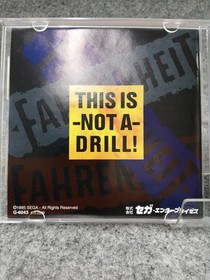 FAHRENHEIT
THIS IS
-NOT A-
DRILL!
FAHRENHEIT
©1995 SEGA - All Rights Reserved
G-6043
株式会社 セガ・エンタープライゼス